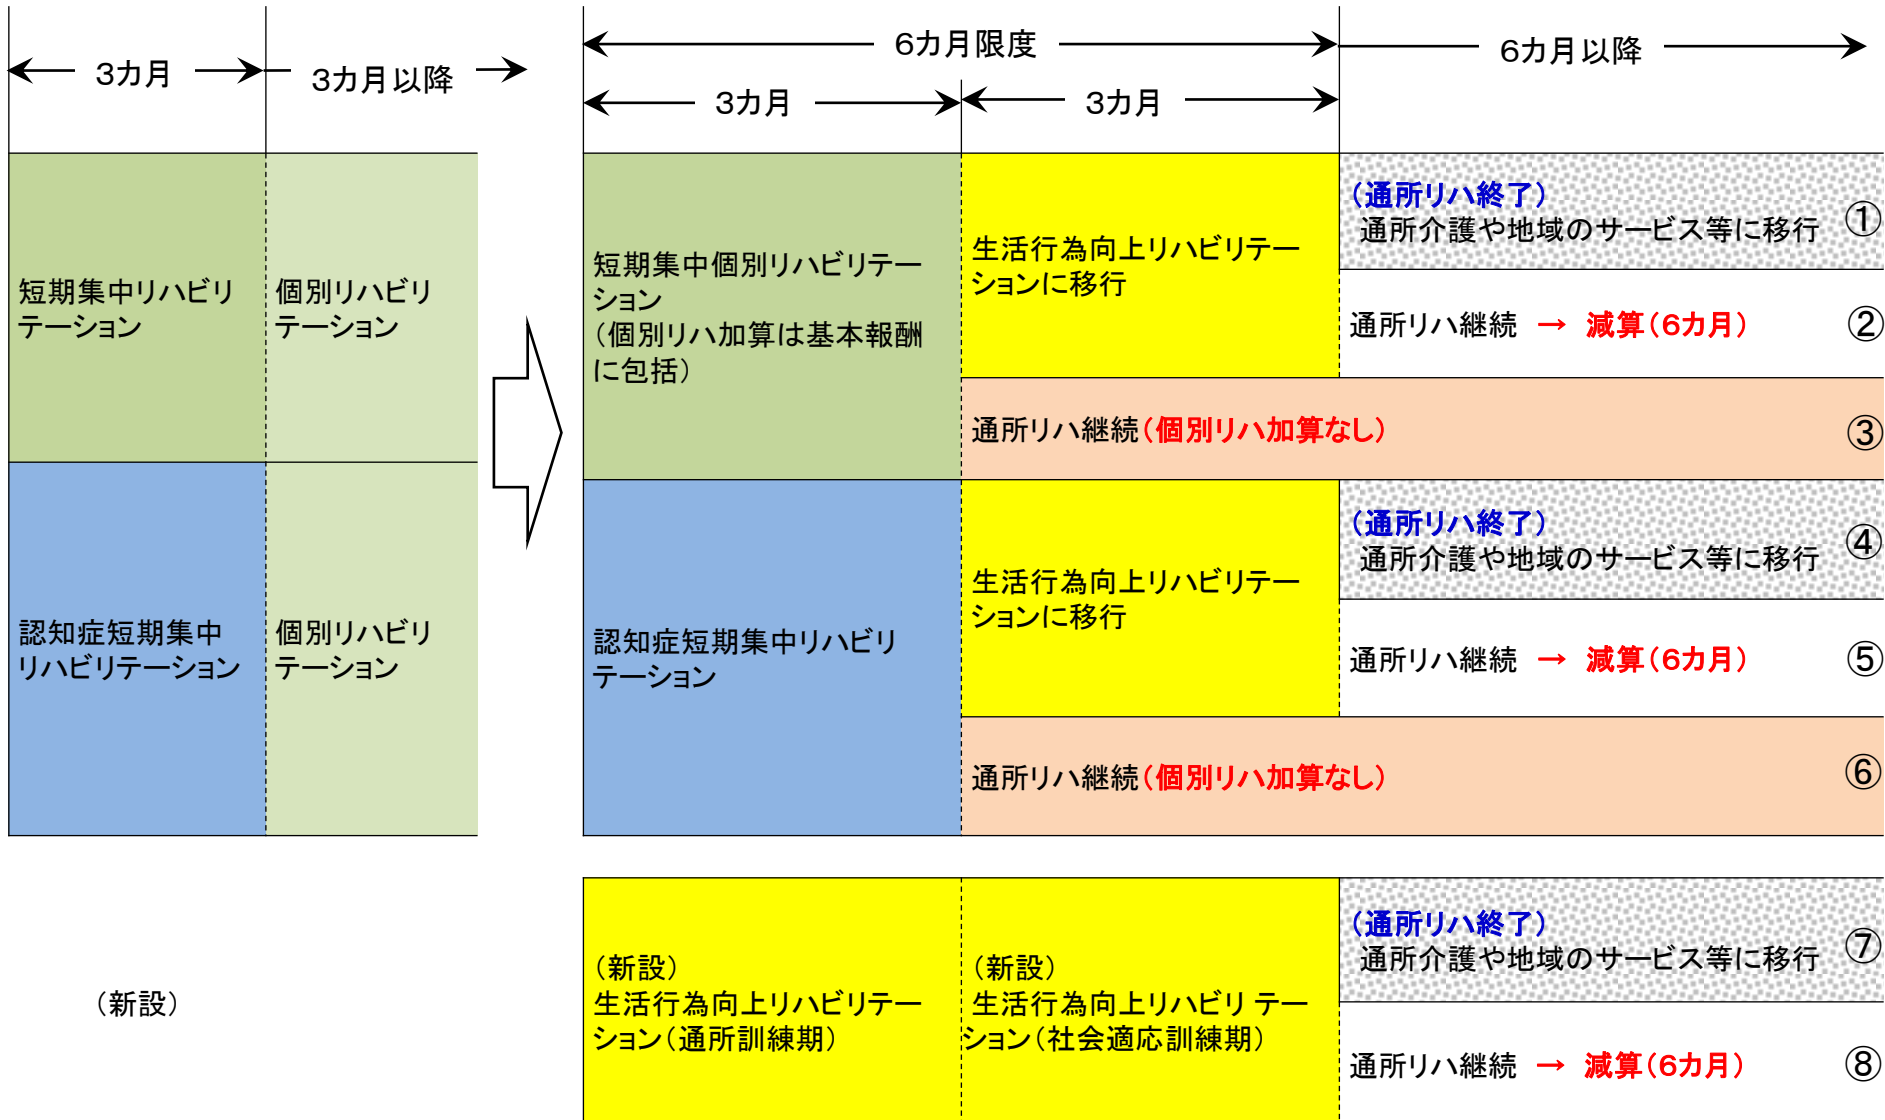 3カ月
3カ月以降
6カ月限度
3カ月
3カ月
6カ月以降
短期集中リハビリ
テーション
個別リハビリ
テーション
認知症短期集中
リハビリテーション
個別リハビリ
テーション
(新設)
短期集中個別リハビリテー
ション
(個別リハ加算は基本報酬
に包括)
生活行為向上リハビリテー
ションに移行
(通所リハ終了)
通所介護や地域のサービス等に移行 ①
通所リハ継続 → 減算(6カ月) ②
通所リハ継続(個別リハ加算なし) ③
認知症短期集中リハビリ
テーション
生活行為向上リハビリテー
ションに移行
(通所リハ終了)
通所介護や地域のサービス等に移行 ④
通所リハ継続 → 減算(6カ月) ⑤
通所リハ継続(個別リハ加算なし) ⑥
(新設)
生活行為向上リハビリテー
ション(通所訓練期)
(新設)
生活行為向上リハビリ テー
ション(社会適応訓練期)
(通所リハ終了)
通所介護や地域のサービス等に移行 ⑦
通所リハ継続 → 減算(6カ月) ⑧